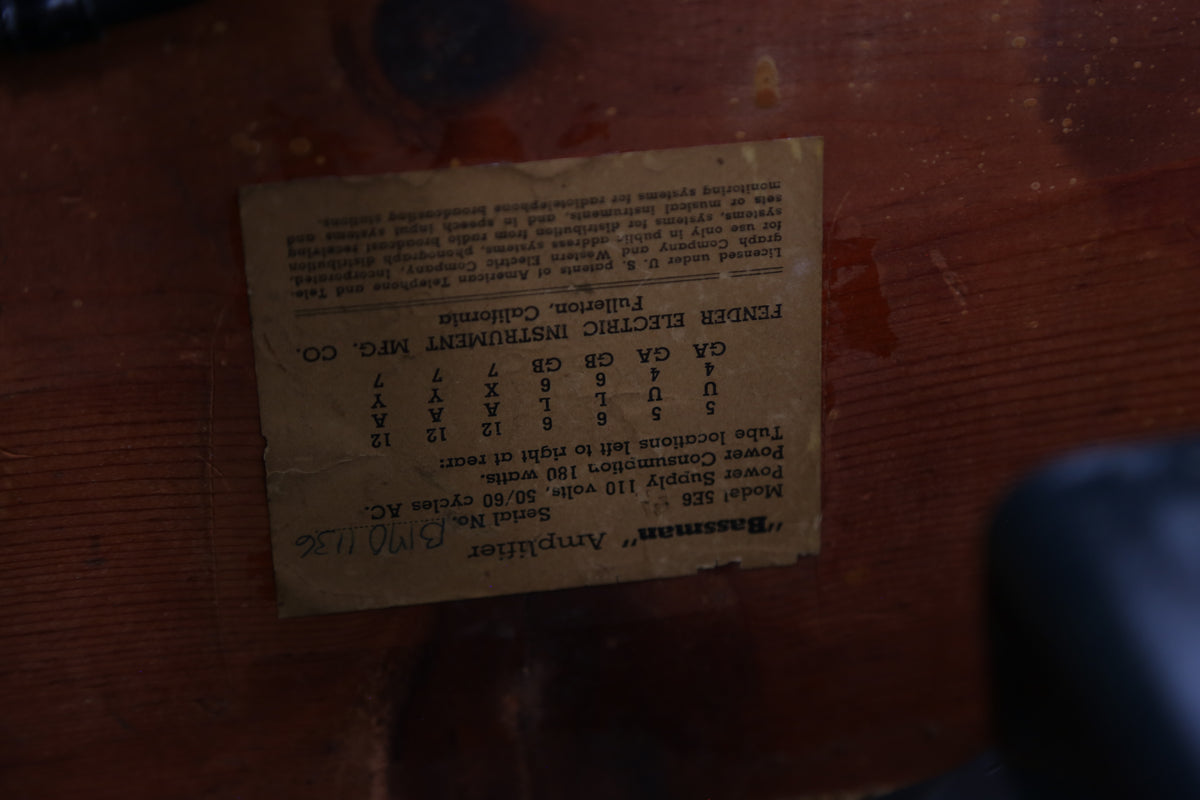 "Bassman" Amplifier
Model 5E6 Serial No. BM01136
Power Supply 110 volts, 50/60 cycles AC.
Power Consumption 180 watts.
Tube locations left to right at rear:
5 5 6 6 12 12 12
U U L L A A A
4 4 6 6 X Y Y
GA GA GB GB 7 7 7
FENDER ELECTRIC INSTRUMENT MFG. CO.
Fullerton, California
Licensed under U. S. patents of American Telephone and Tele-
graph Company and Western Electric Company, Incorporated,
for use only in public address systems, phonograph distribution
systems, systems for distribution from radio broadcast receiving
sets or musical instruments, and in speech input systems and
monitoring systems for radiotelephone broadcasting stations.